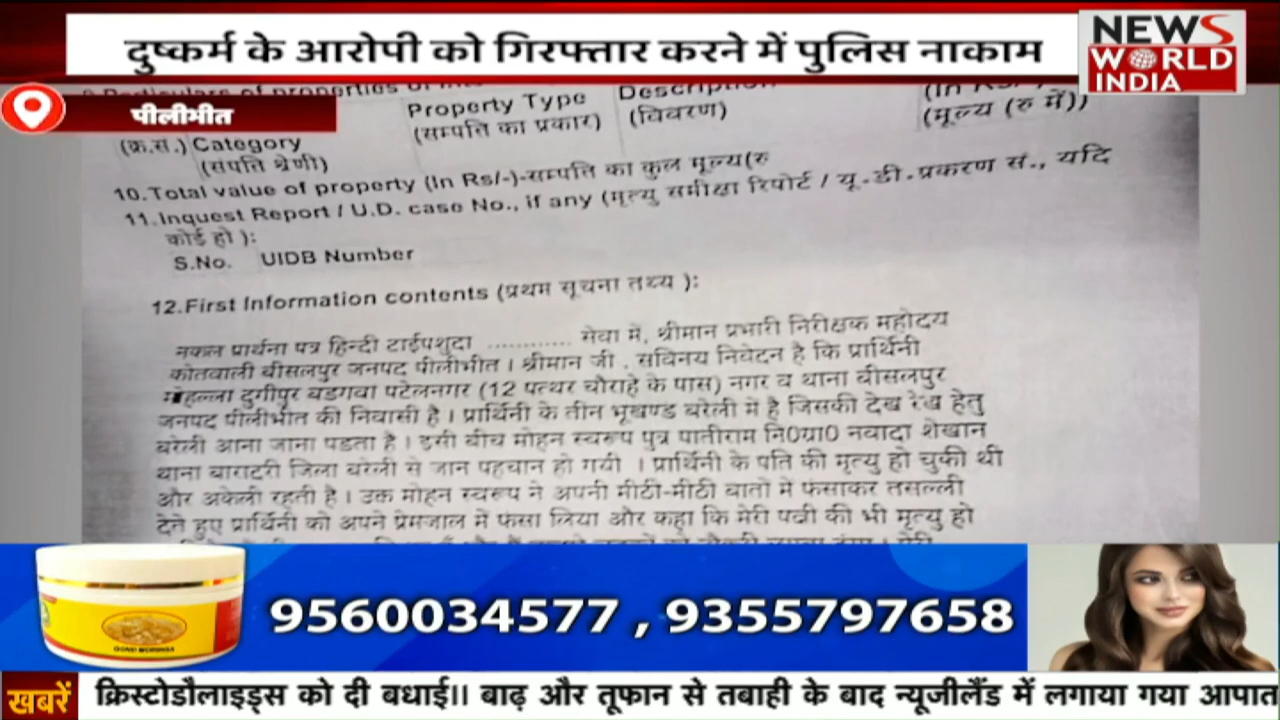 दुष्कर्म के आरोपी को गिरफ्तार करने में पुलिस नाकाम
NEWS
WORLD
INDIA
पीलीभीत
Property Type
(सम्पति का प्रकार)
(विवरण)
(मूल्य (रु में))
(क्र.सं.) Category
(संपति श्रेणी)
10.Total value of property (In Rs/-)-सम्पति का कुल मूल्य(रु
11.Inquest Report / U.D. case No., if any (मृत्यु समीक्षा रिपोर्ट / यू.डी.प्रकरण सं., यदि
कोई हो ):
S.No. UIDB Number
12.First Information contents (प्रथम सूचना तथ्य ):
नकल प्रार्थना पत्र हिन्दी टाईपशुदा ............ सेवा में, श्रीमान प्रभारी निरीक्षक महोदय
कोतवाली बीसलपुर जनपद पीलीभीत । श्रीमान जी , सविनय निवेदन है कि प्रार्थिनी
मोहल्ला दुगीपुर बडगवा पटेलनगर (12 पत्थर चौराहे के पास) नगर व थाना बीसलपुर
जनपद पीलीभीत की निवासी है । प्रार्थिनी के तीन भूखण्ड बरेली में है जिसकी देख रेख हेतु
बरेली आना जाना पडता है । इसी बीच मोहन स्वरूप पुत्र पातीराम नि0ग्रा0 नवादा शेखान
थाना बारादरी जिला बरेली से जान पहचान हो गयी । प्रार्थिनी के पति की मृत्यु हो चुकी थी
और अकेली रहती है । उक मोहन स्वरूप ने अपनी मीठी-मीठी बातो में फंसाकर तसल्ली
देते हुए प्रार्थिनी को अपने प्रेमजाल में फंसा लिया और कहा कि मेरी पत्नी की भी मृत्यु हो
GOND MORINGA
9560034577 , 9355797658
खबरें
क्रिस्टोडौलाइड्स को दी बधाई।। बाढ़ और तूफान से तबाही के बाद न्यूजीलैंड में लगाया गया आपात